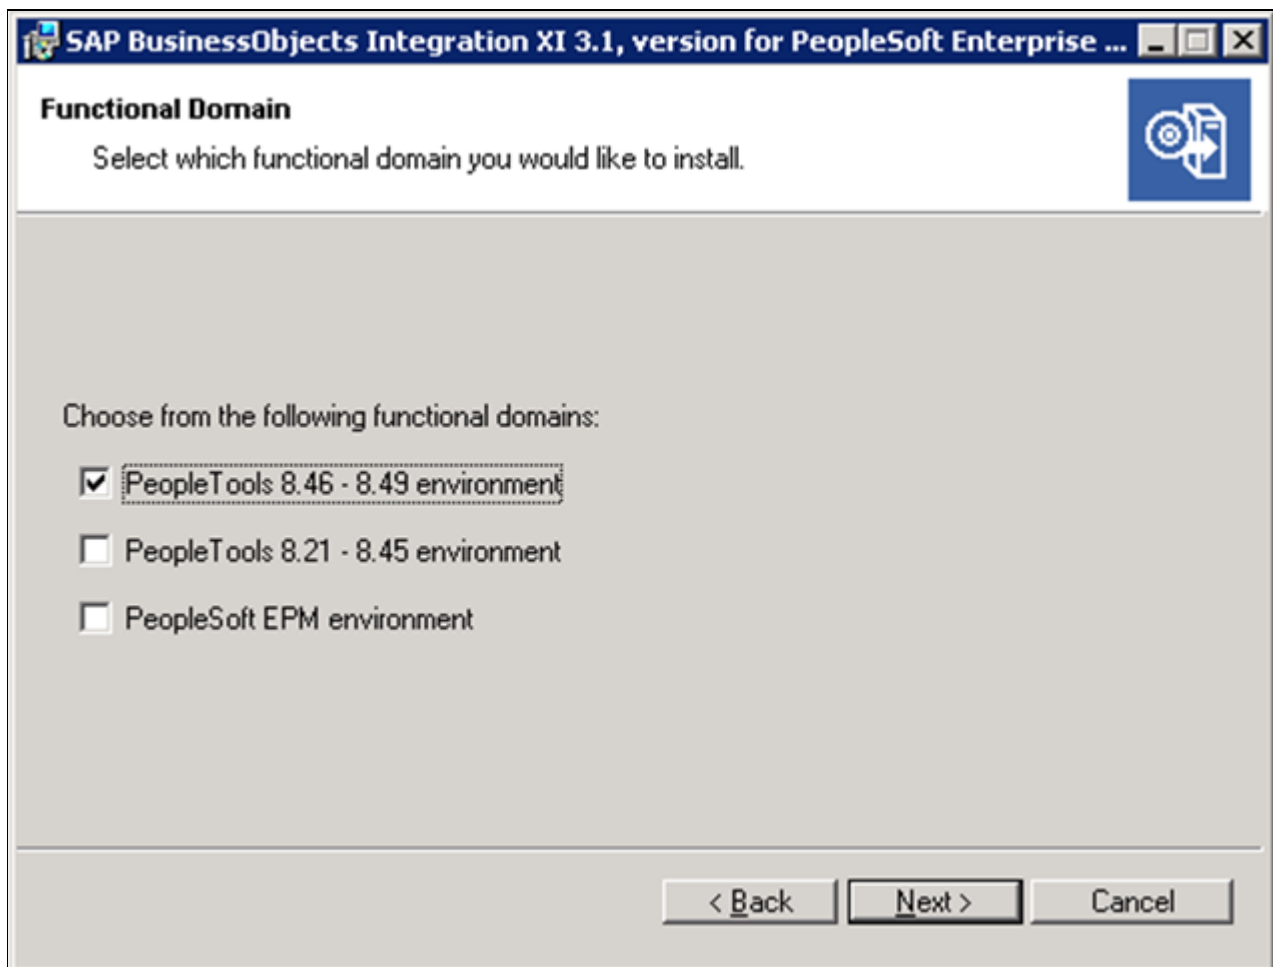 SAP BusinessObjects Integration XI 3.1, version for PeopleSoft Enterprise ...
Functional Domain
Select which functional domain you would like to install.
Choose from the following functional domains:
PeopleTools 8.46 - 8.49 environment
PeopleTools 8.21 - 8.45 environment
PeopleSoft EPM environment
< Back
Next >
Cancel